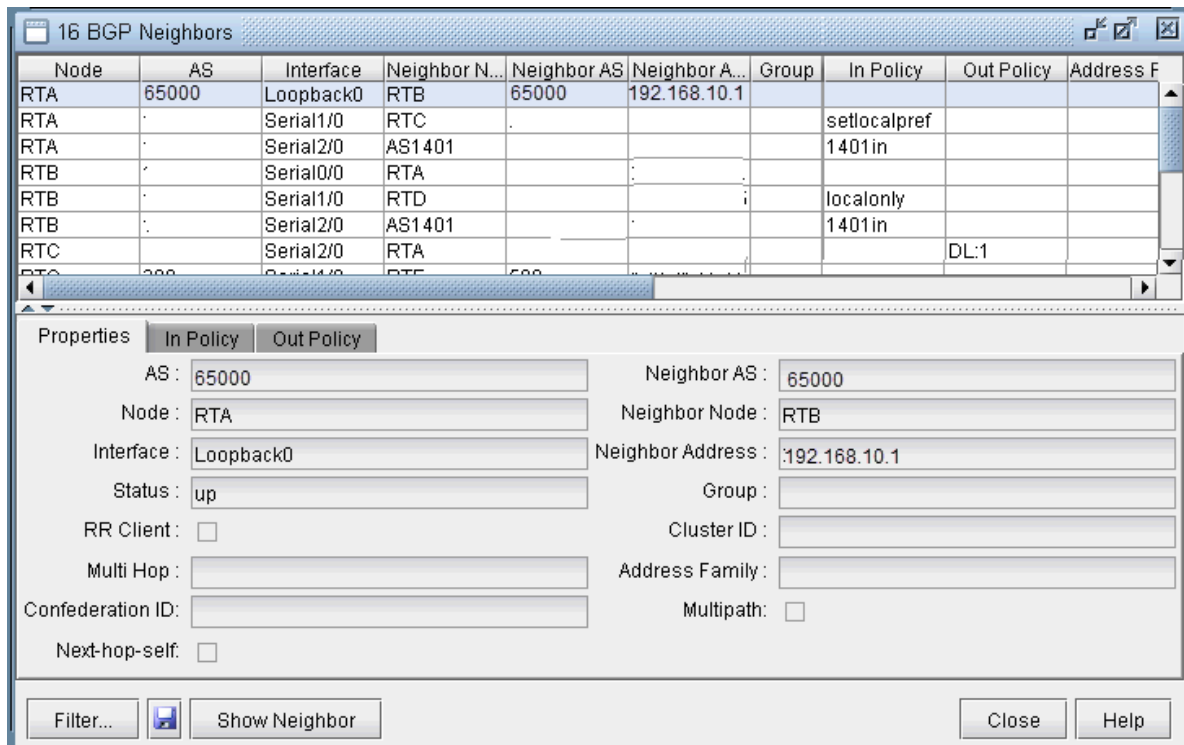 16 BGP Neighbors
Node AS Interface Neighbor N... Neighbor AS Neighbor A... Group In Policy Out Policy Address F
RTA 65000 Loopback0 RTB 65000 192.168.10.1
RTA Serial1/0 RTC setlocalpref
RTA Serial2/0 AS1401 1401in
RTB Serial0/0 RTA
RTB Serial1/0 RTD localonly
RTB Serial2/0 AS1401 1401in
RTC Serial2/0 RTA DL:1
Properties In Policy Out Policy
AS : 65000 Neighbor AS : 65000
Node : RTA Neighbor Node : RTB
Interface : Loopback0 Neighbor Address : 192.168.10.1
Status : up Group :
RR Client : Cluster ID :
Multi Hop : Address Family :
Confederation ID: Multipath:
Next-hop-self:
Filter... Show Neighbor Close Help